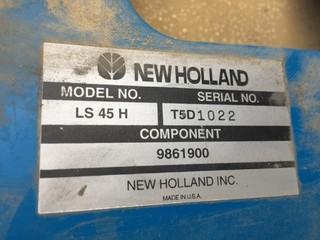 NEW HOLLAND
MODEL NO. SERIAL NO.
LS 45 H T5D1022
COMPONENT
9861900
NEW HOLLAND INC.
MADE IN U.S.A.